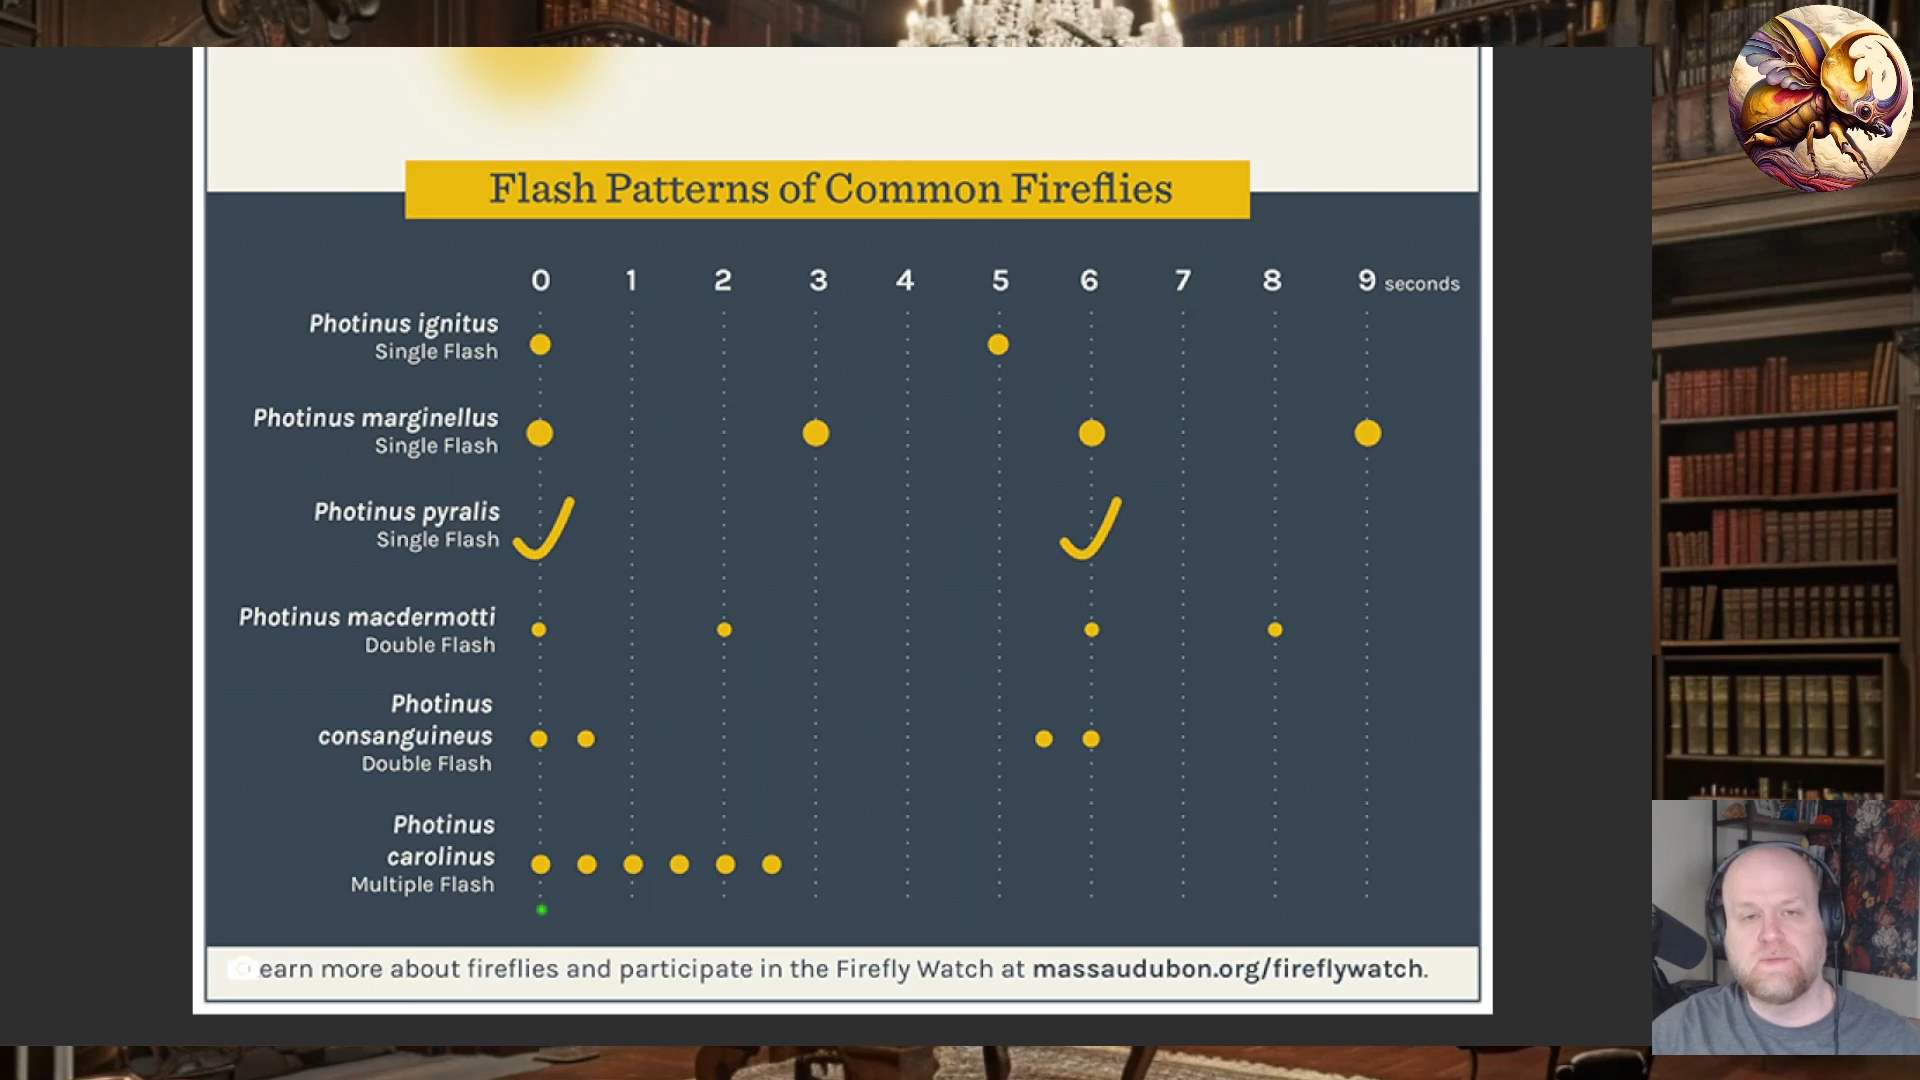 Flash Patterns of Common Fireflies
0 1 2 3 4 5 6 7 8 9 seconds
Photinus ignitus
Single Flash
Photinus marginellus
Single Flash
Photinus pyralis
Single Flash
Photinus macdermotti
Double Flash
Photinus
consanguineus
Double Flash
Photinus
carolinus
Multiple Flash
earn more about fireflies and participate in the Firefly Watch at massaudubon.org/fireflywatch.